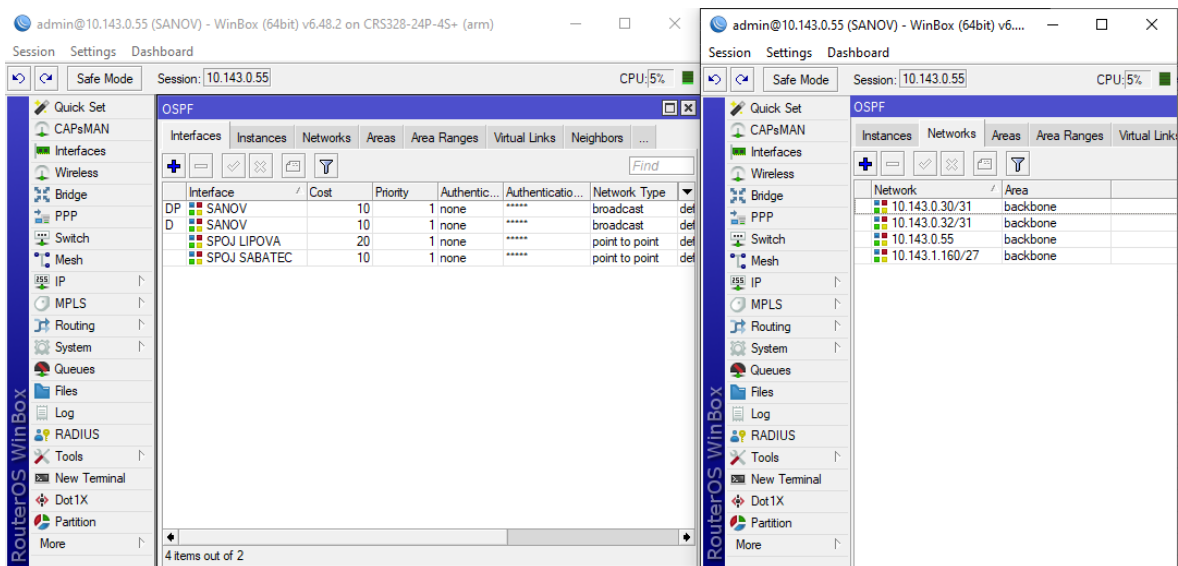 admin@10.143.0.55 (SANOV) - WinBox (64bit) v6.48.2 on CRS328-24P-4S+ (arm)
Session Settings Dashboard
Safe Mode Session: 10.143.0.55 CPU: 5%
Quick Set
CAPsMAN
Interfaces
Wireless
Bridge
PPP
Switch
Mesh
IP
MPLS
Routing
System
Queues
Files
Log
RADIUS
Tools
New Terminal
Dot1X
Partition
More
RouterOS WinBox
OSPF
Interfaces Instances Networks Areas Area Ranges Virtual Links Neighbors ...
Find
Interface Cost Priority Authentic... Authenticatio... Network Type
DP SANOV 10 1 none ***** broadcast def
D SANOV 10 1 none ***** broadcast def
SPOJ LIPOVA 20 1 none ***** point to point def
SPOJ SABATEC 10 1 none ***** point to point def
4 items out of 2
admin@10.143.0.55 (SANOV) - WinBox (64bit) v6....
Session Settings Dashboard
Safe Mode Session: 10.143.0.55 CPU: 5%
Quick Set
CAPsMAN
Interfaces
Wireless
Bridge
PPP
Switch
Mesh
IP
MPLS
Routing
System
Queues
Files
Log
RADIUS
Tools
New Terminal
Dot1X
Partition
More
RouterOS WinBox
OSPF
Instances Networks Areas Area Ranges Virtual Links
Network Area
10.143.0.30/31 backbone
10.143.0.32/31 backbone
10.143.0.55 backbone
10.143.1.160/27 backbone